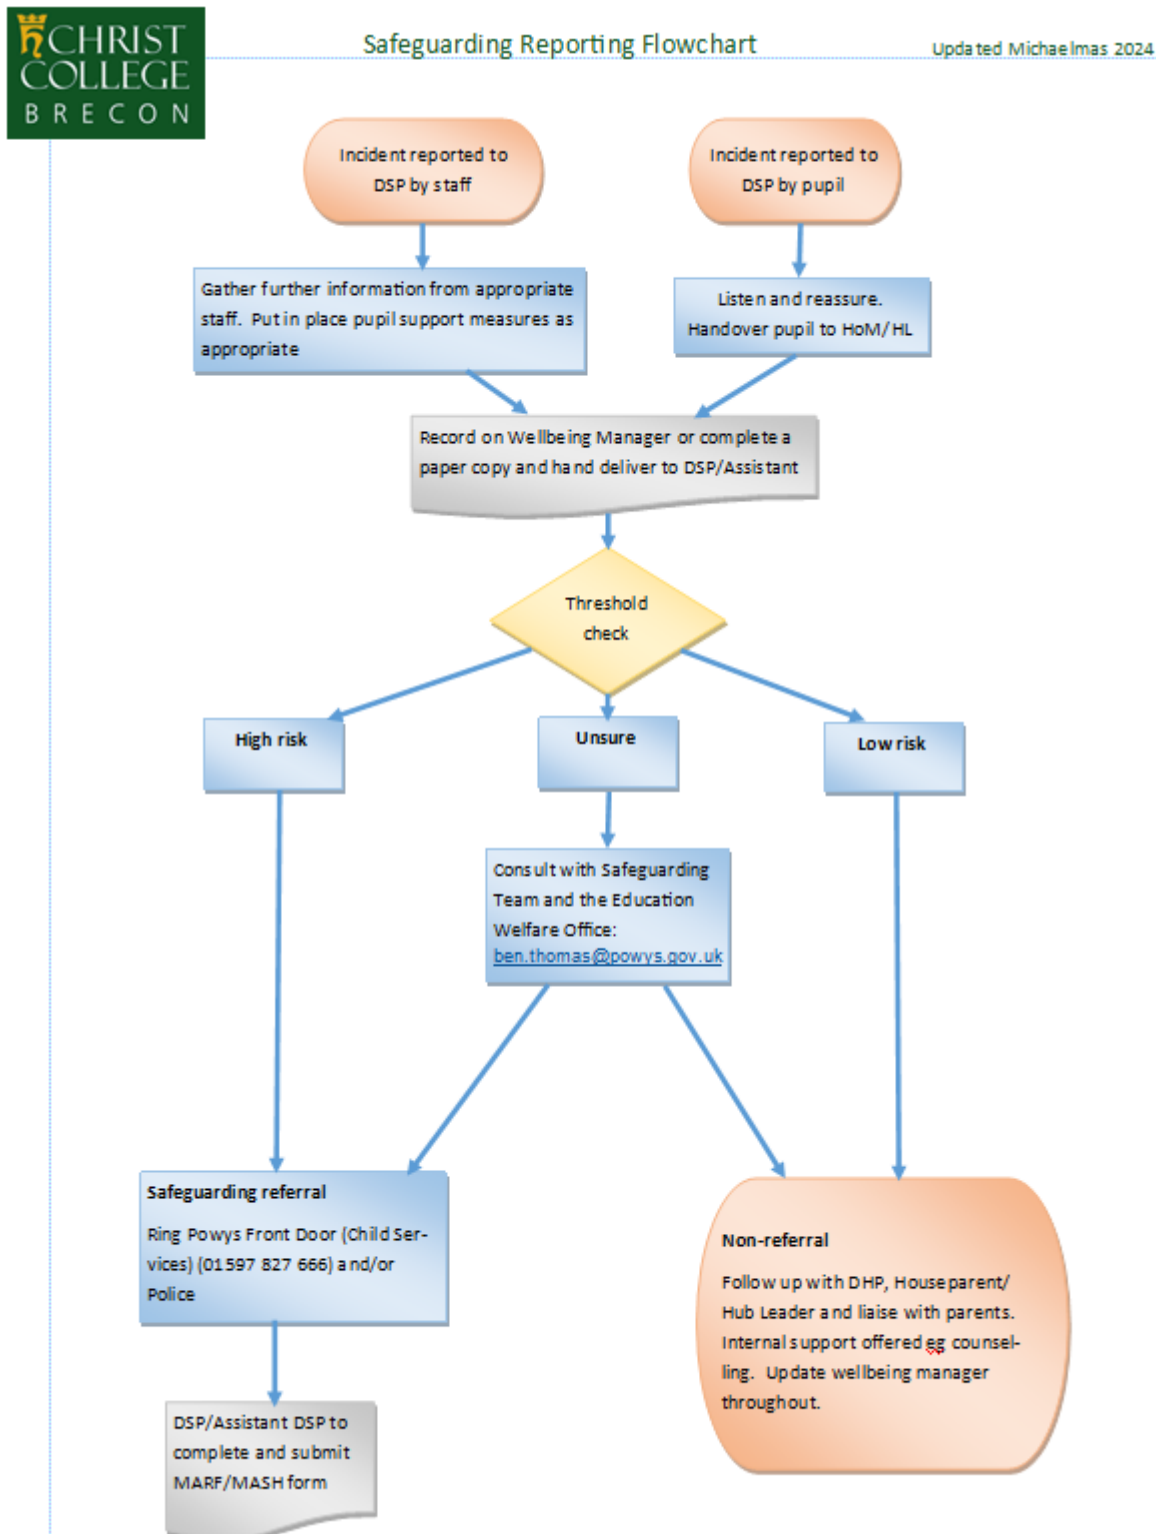 CHRIST
COLLEGE
BRECON
Safeguarding Reporting Flowchart
Updated Michaelmas 2024
Incident reported to
DSP by staff
Incident reported to
DSP by pupil
Gather further information from appropriate
staff. Put in place pupil support measures as
appropriate
Listen and reassure.
Handover pupil to HoM/HL
Record on Wellbeing Manager or complete a
paper copy and hand deliver to DSP/Assistant
Threshold
check
High risk
Unsure
Low risk
Consult with Safeguarding
Team and the Education
Welfare Office:
ben.thomas@powys.gov.uk
Safeguarding referral
Ring Powys Front Door (Child Ser-
vices) (01597 827 666) and/or
Police
Non-referral
Follow up with DHP, Houseparent/
Hub Leader and liaise with parents.
Internal support offered eg counsel-
ling. Update wellbeing manager
throughout.
DSP/Assistant DSP to
complete and submit
MARF/MASH form